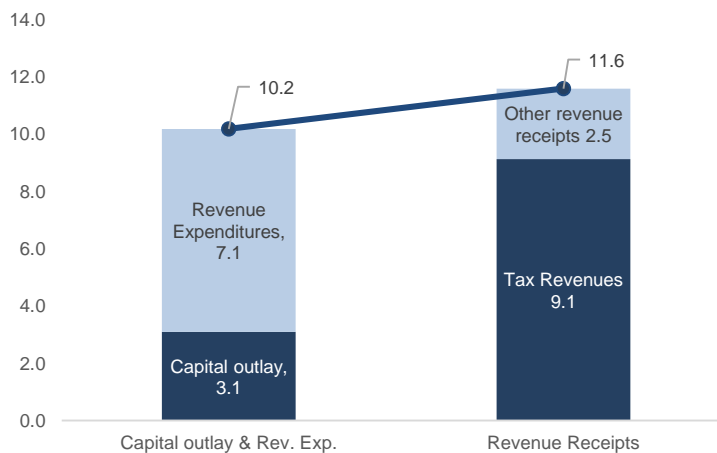 14.0
12.0
10.0
8.0
6.0
4.0
2.0
0.0
10.2
11.6
Revenue
Expenditures,
7.1
Capital outlay,
3.1
Other revenue
receipts 2.5
Tax Revenues
9.1
Capital outlay & Rev. Exp.
Revenue Receipts